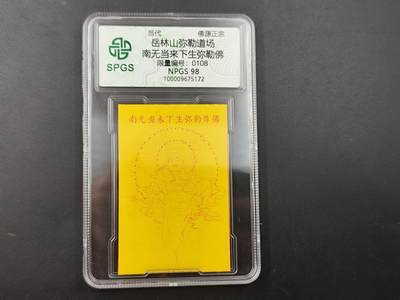 当代 佛源正宗
岳林山弥勒道场
南无当来下生弥勒佛
限量编号：0108
NPGS 98
100009675172
SPGS
南无当来下生弥勒尊佛